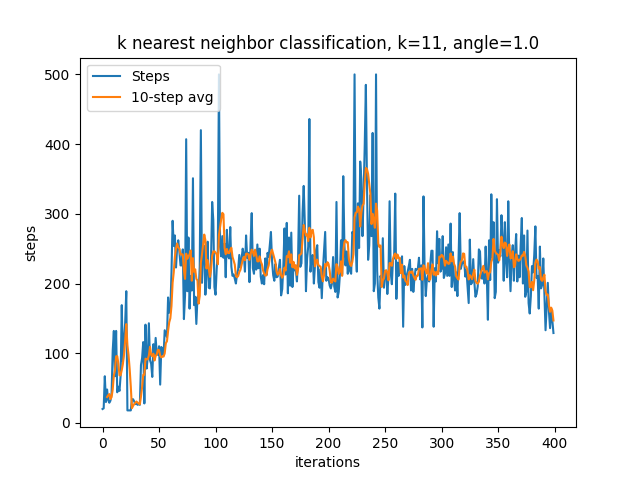 k nearest neighbor classification, k=11, angle=1.0
Steps
10-step avg
500
400
300
200
100
0
steps
0 50 100 150 200 250 300 350 400
iterations